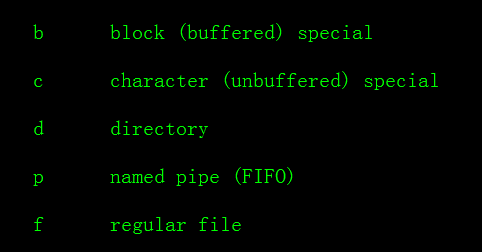 b block (buffered) special
c character (unbuffered) special
d directory
p named pipe (FIFO)
f regular file